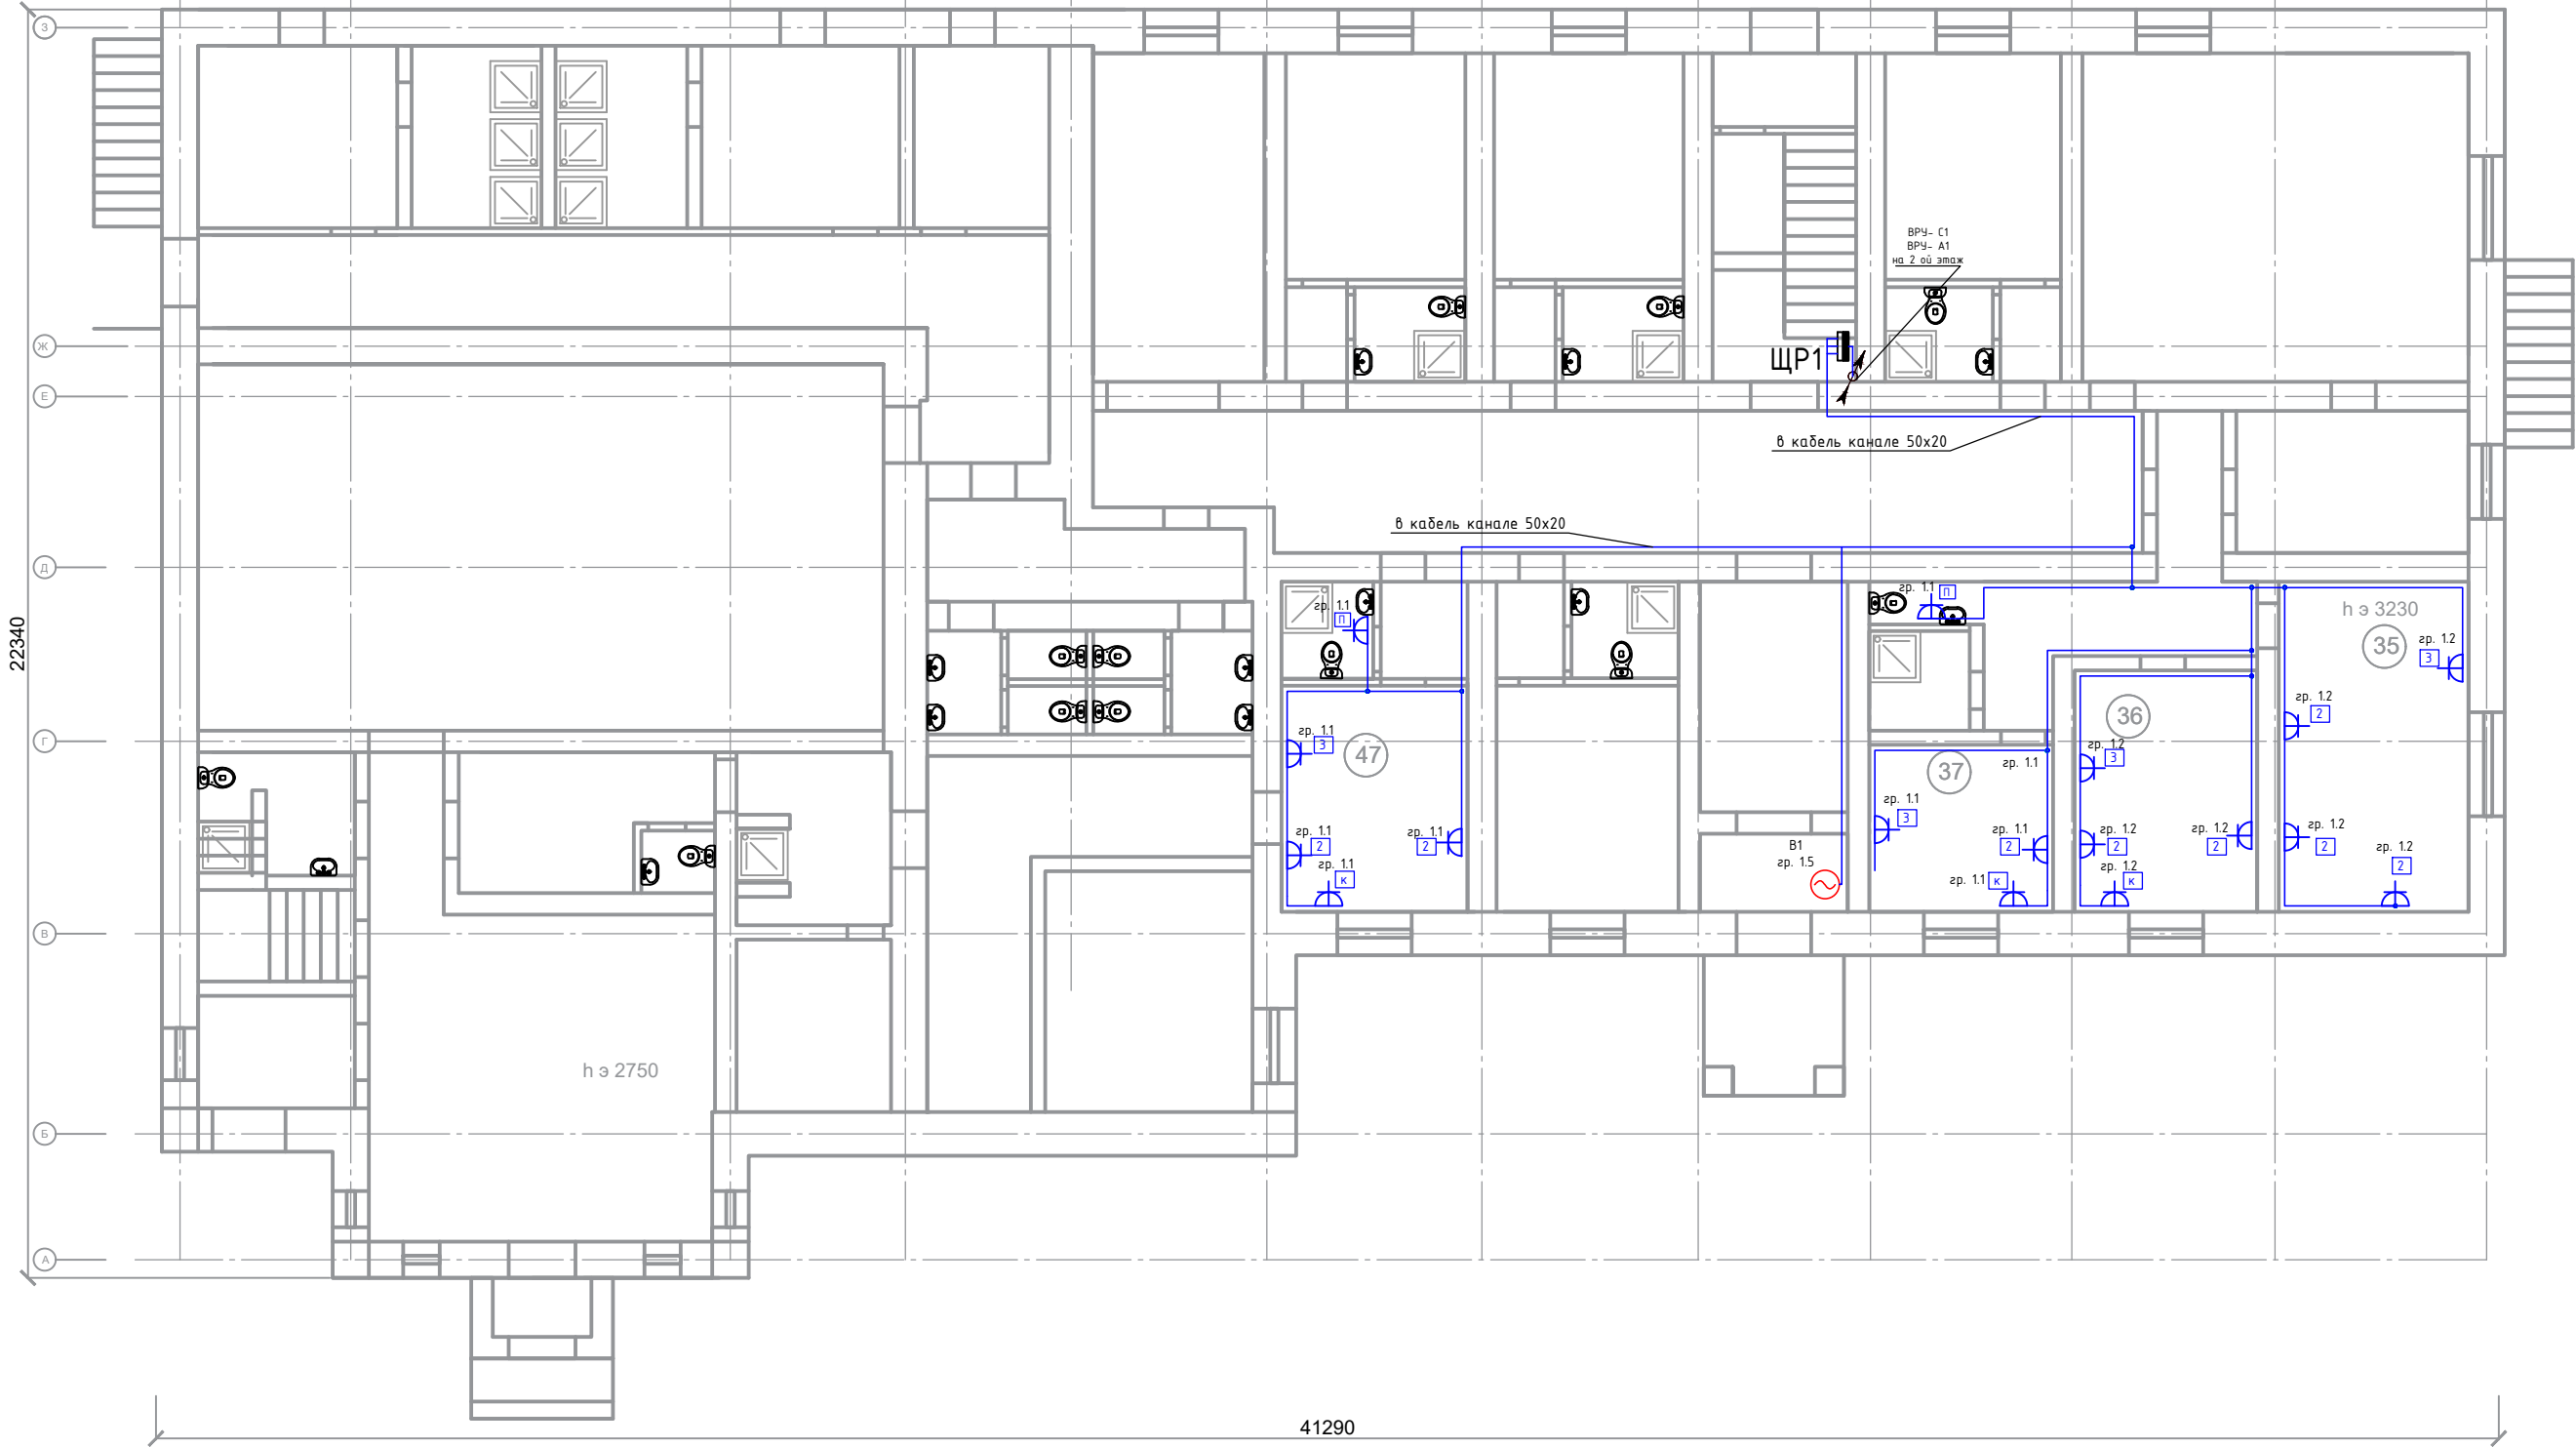 З
ВРУ- С1
ВРУ- А1
на 2 ой этаж
Ж
ЩР1
Е
в кабель канале 50х20
в кабель канале 50х20
Д
гр. 1.1
П
гр. 1.1
П
h э 3230
35
гр. 1.2
3
22340
гр. 1.2
2
36
Г
гр. 1.1
3
47
гр. 1.2
3
гр. 1.1
37
гр. 1.1
3
гр. 1.1
2
гр. 1.1
2
гр. 1.1
2
гр. 1.2
2
гр. 1.2
2
гр. 1.2
2
гр. 1.2
2
В1
гр. 1.5
гр. 1.1
к
гр. 1.1
к
гр. 1.2
к
В
h э 2750
Б
А
41290